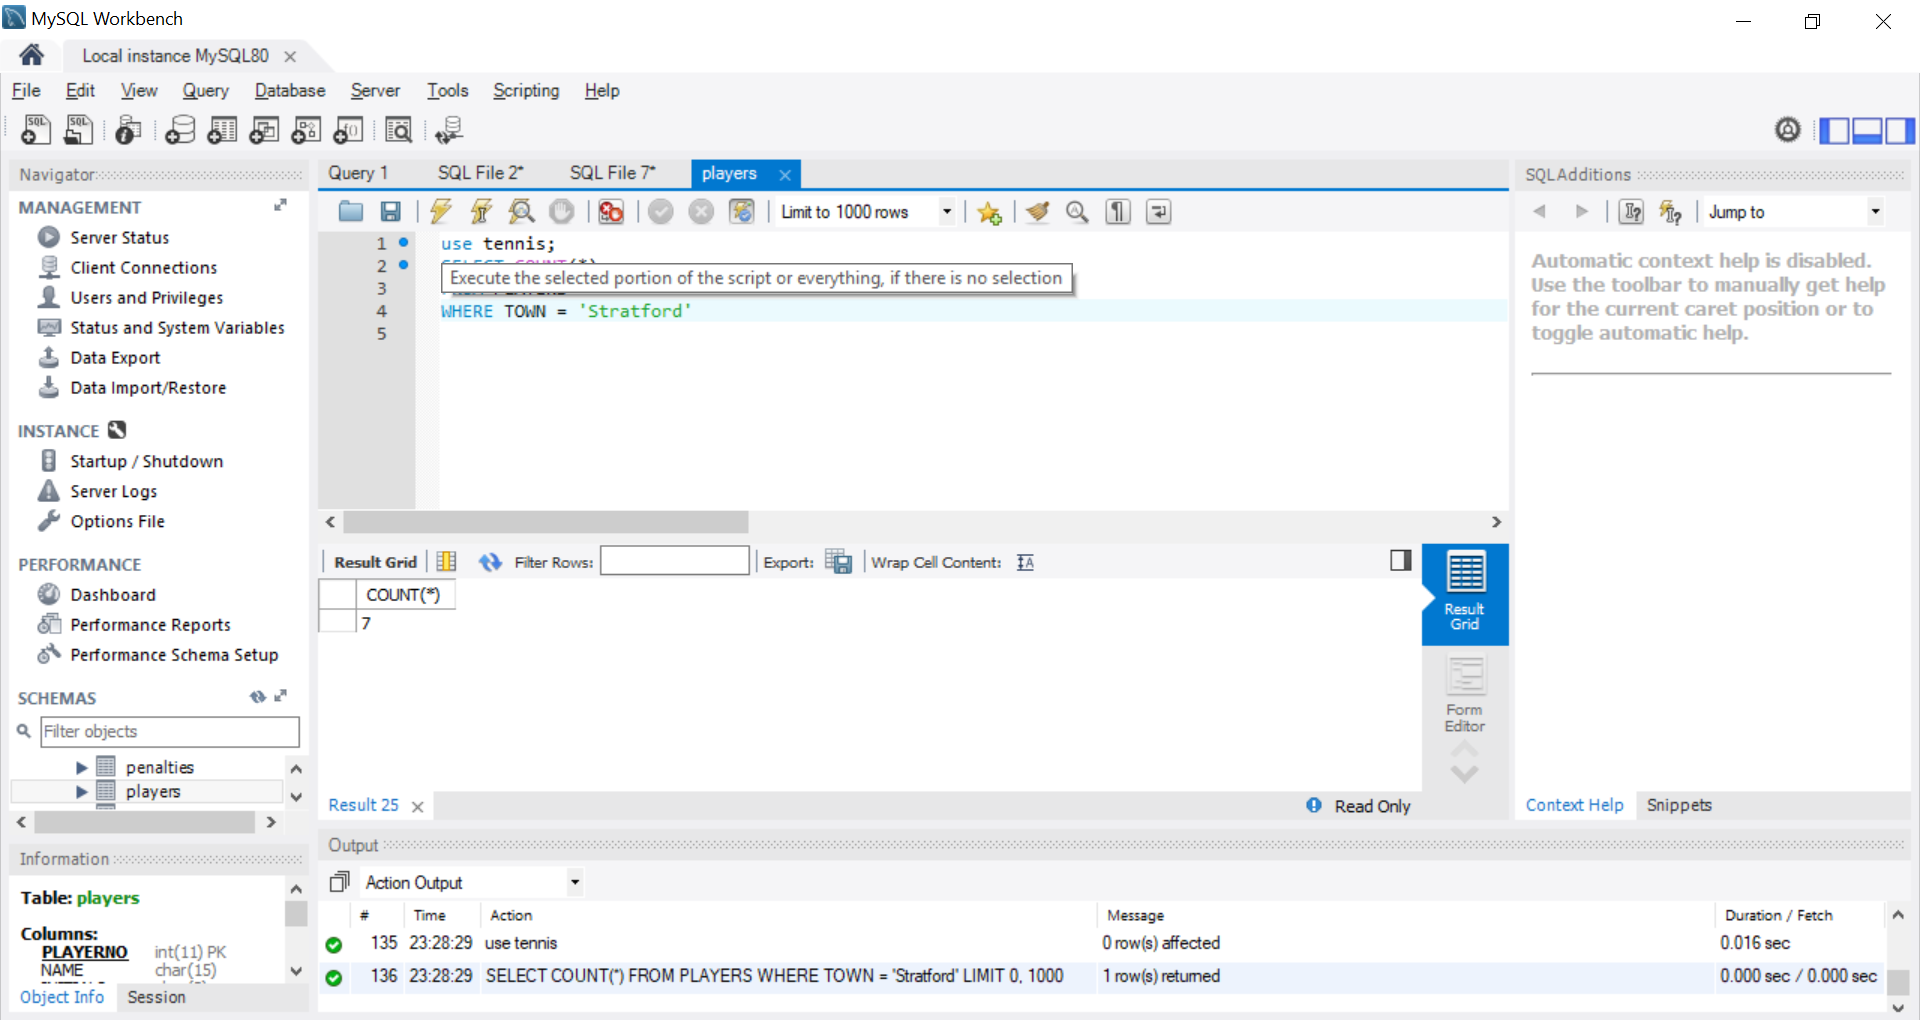 MySQL Workbench
Local instance MySQL80
File Edit View Query Database Server Tools Scripting Help
Navigator
MANAGEMENT
Server Status
Client Connections
Users and Privileges
Status and System Variables
Data Export
Data Import/Restore
INSTANCE
Startup / Shutdown
Server Logs
Options File
PERFORMANCE
Dashboard
Performance Reports
Performance Schema Setup
SCHEMAS
Filter objects
penalties
players
Information
Table: players
Columns:
PLAYERNO int(11) PK
NAME char(15)
Object Info Session
Query 1 SQL File 2* SQL File 7* players
Limit to 1000 rows
1 use tennis;
2 SELECT COUNT(*)
Execute the selected portion of the script or everything, if there is no selection
3
4 WHERE TOWN = 'Stratford'
5
Result Grid Filter Rows: Export: Wrap Cell Content:
COUNT(*)
7
Result Grid
Form Editor
Result 25 Read Only
SQLAdditions
Jump to
Automatic context help is disabled.
Use the toolbar to manually get help
for the current caret position or to
toggle automatic help.
Context Help Snippets
Output
Action Output
# Time Action Message Duration / Fetch
135 23:28:29 use tennis 0 row(s) affected 0.016 sec
136 23:28:29 SELECT COUNT(*) FROM PLAYERS WHERE TOWN = 'Stratford' LIMIT 0, 1000 1 row(s) returned 0.000 sec / 0.000 sec